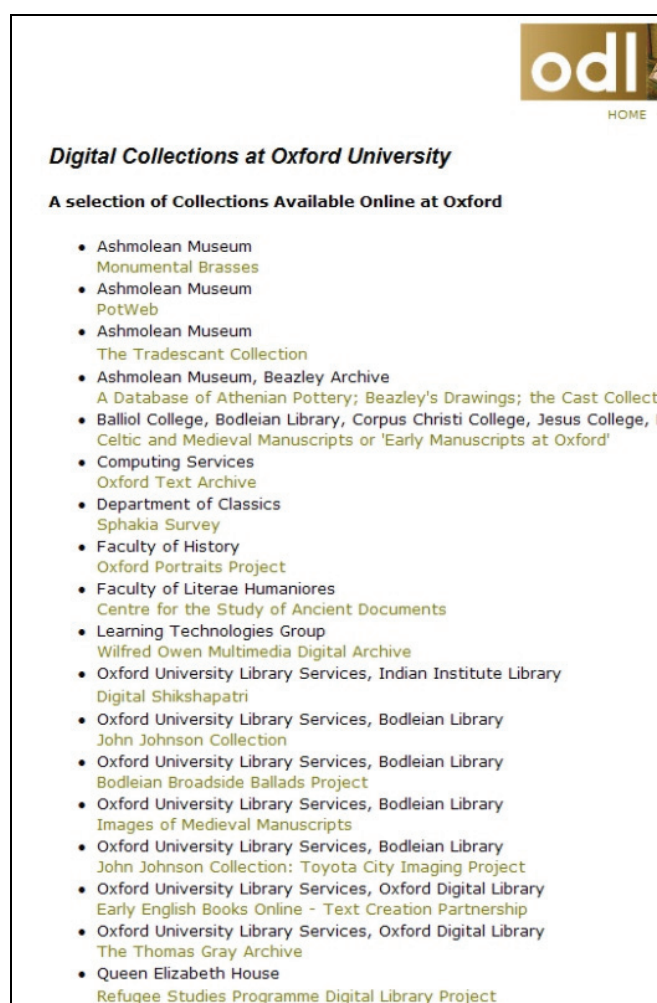 odl
HOME
Digital Collections at Oxford University
A selection of Collections Available Online at Oxford
• Ashmolean Museum
Monumental Brasses
• Ashmolean Museum
PotWeb
• Ashmolean Museum
The Tradescant Collection
• Ashmolean Museum, Beazley Archive
A Database of Athenian Pottery; Beazley's Drawings; the Cast Collect
• Balliol College, Bodleian Library, Corpus Christi College, Jesus College,
Celtic and Medieval Manuscripts or 'Early Manuscripts at Oxford'
• Computing Services
Oxford Text Archive
• Department of Classics
Sphakia Survey
• Faculty of History
Oxford Portraits Project
• Faculty of Literae Humaniores
Centre for the Study of Ancient Documents
• Learning Technologies Group
Wilfred Owen Multimedia Digital Archive
• Oxford University Library Services, Indian Institute Library
Digital Shikshapatri
• Oxford University Library Services, Bodleian Library
John Johnson Collection
• Oxford University Library Services, Bodleian Library
Bodleian Broadside Ballads Project
• Oxford University Library Services, Bodleian Library
Images of Medieval Manuscripts
• Oxford University Library Services, Bodleian Library
John Johnson Collection: Toyota City Imaging Project
• Oxford University Library Services, Oxford Digital Library
Early English Books Online - Text Creation Partnership
• Oxford University Library Services, Oxford Digital Library
The Thomas Gray Archive
• Queen Elizabeth House
Refugee Studies Programme Digital Library Project